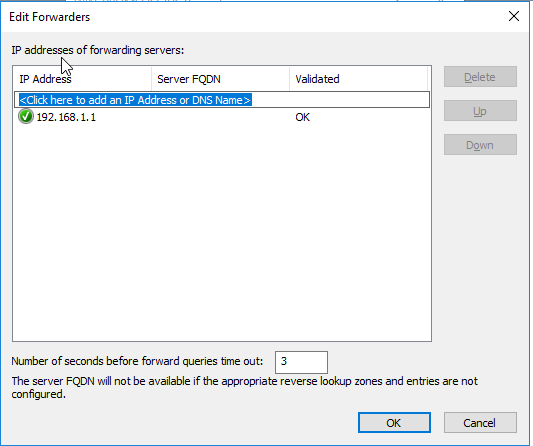 Edit Forwarders
IP addresses of forwarding servers:
IP Address Server FQDN Validated
<Click here to add an IP Address or DNS Name>
192.168.1.1 OK
Delete
Up
Down
Number of seconds before forward queries time out: 3
The server FQDN will not be available if the appropriate reverse lookup zones and entries are not
configured.
OK Cancel